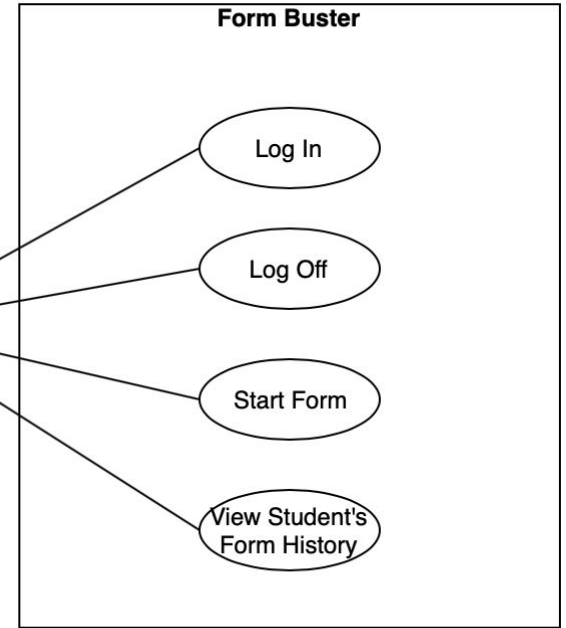 Form Buster
Log In
Log Off
Start Form
View Student's
Form History